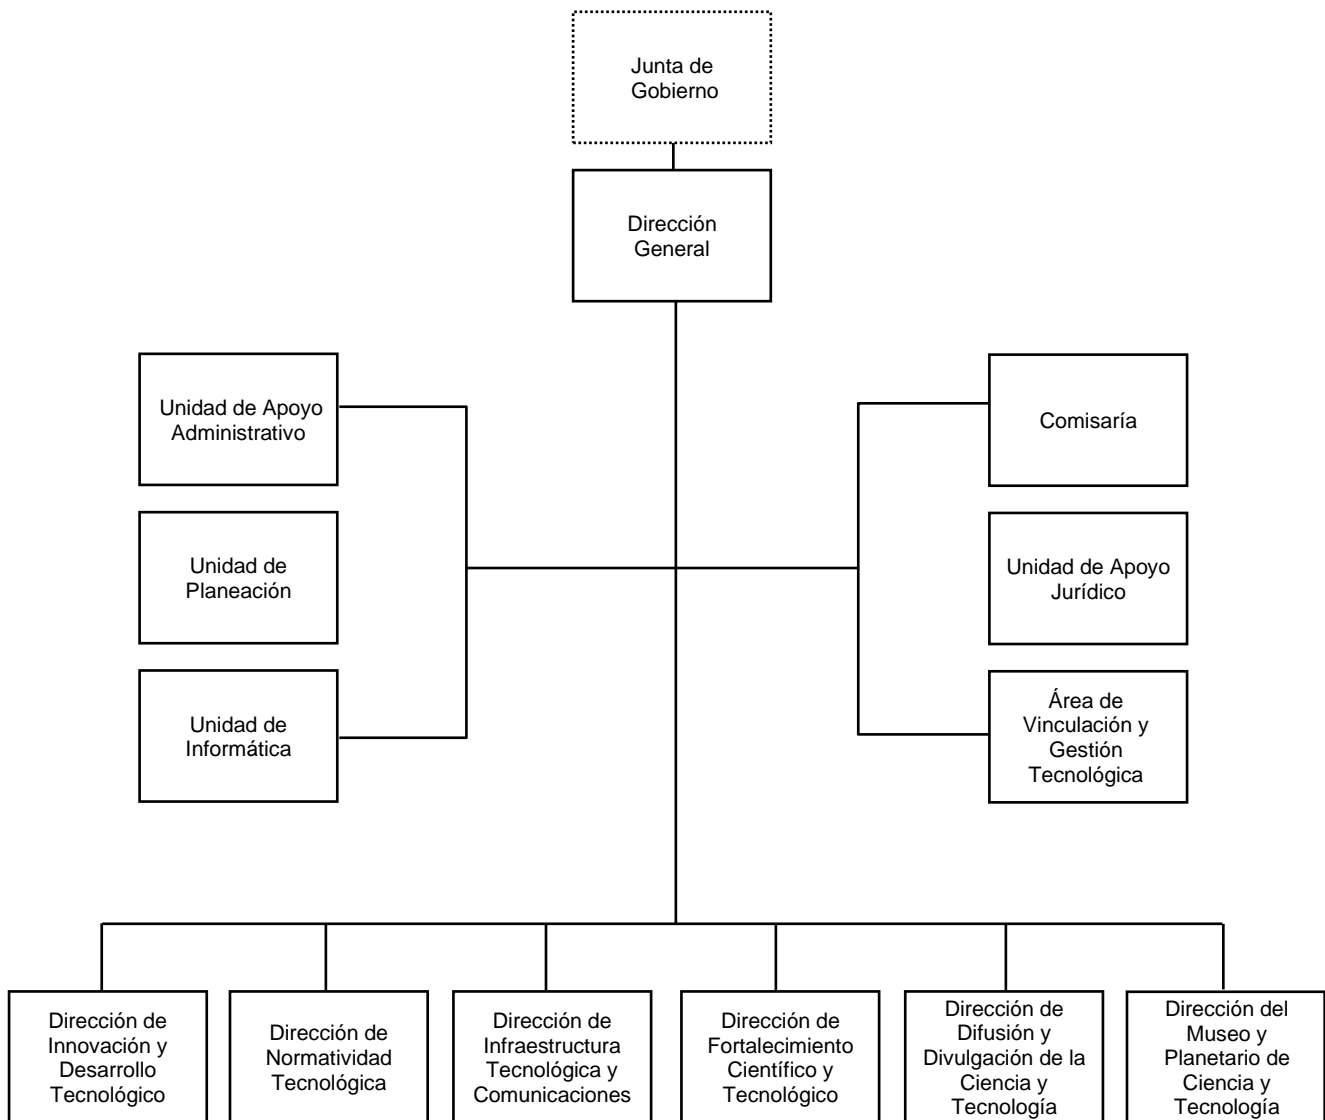 Junta de
Gobierno
Dirección
General
Unidad de Apoyo
Administrativo
Comisaría
Unidad de
Planeación
Unidad de Apoyo
Jurídico
Unidad de
Informática
Área de
Vinculación y
Gestión
Tecnológica
Dirección de
Innovación y
Desarrollo
Tecnológico
Dirección de
Normatividad
Tecnológica
Dirección de
Infraestructura
Tecnológica y
Comunicaciones
Dirección de
Fortalecimiento
Científico y
Tecnológico
Dirección de
Difusión y
Divulgación de la
Ciencia y
Tecnología
Dirección del
Museo y
Planetario de
Ciencia y
Tecnología